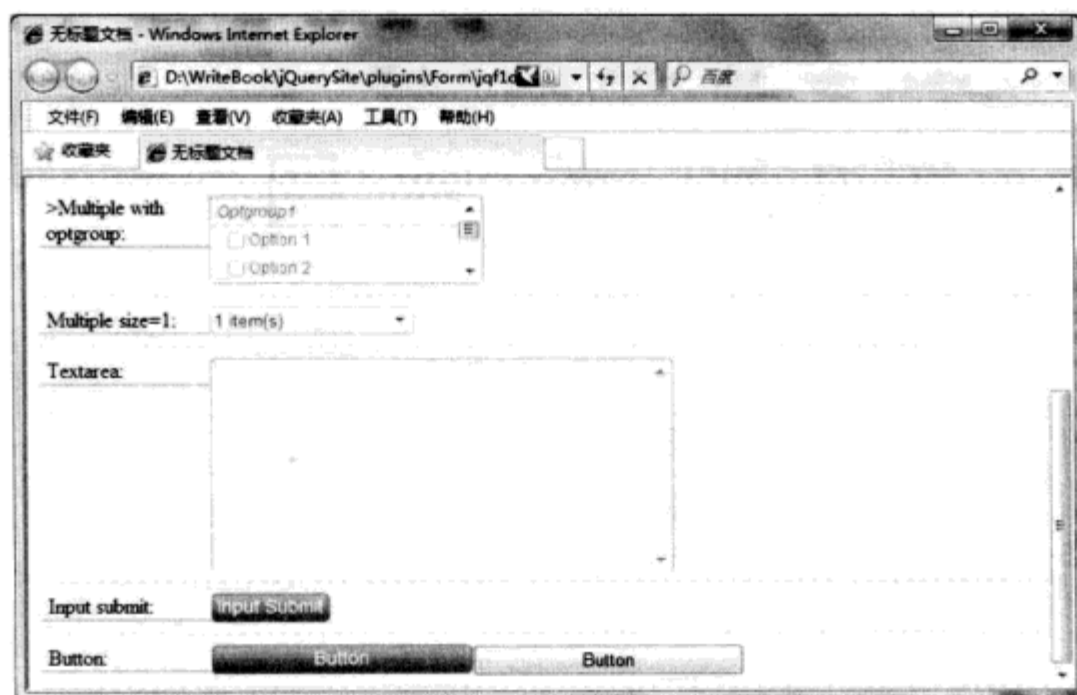 无标题文档 - Windows Internet Explorer
D:\WriteBook\jQuerySite\plugins\Form\jqf1 百度
文件(F) 编辑(E) 查看(V) 收藏夹(A) 工具(T) 帮助(H)
收藏夹 无标题文档
>Multiple with
optgroup:
Optgroup1
Option 1
Option 2
Multiple size=1: 1 item(s)
Textarea:
Input submit: Input Submit
Button: Button Button